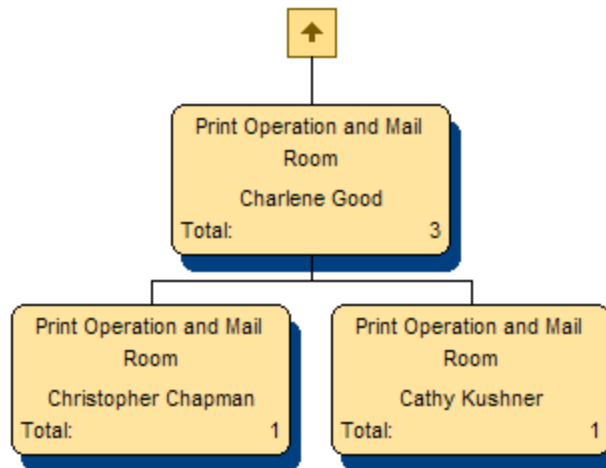 Print Operation and Mail
Room
Charlene Good
Total: 3
Print Operation and Mail
Room
Christopher Chapman
Total: 1
Print Operation and Mail
Room
Cathy Kushner
Total: 1